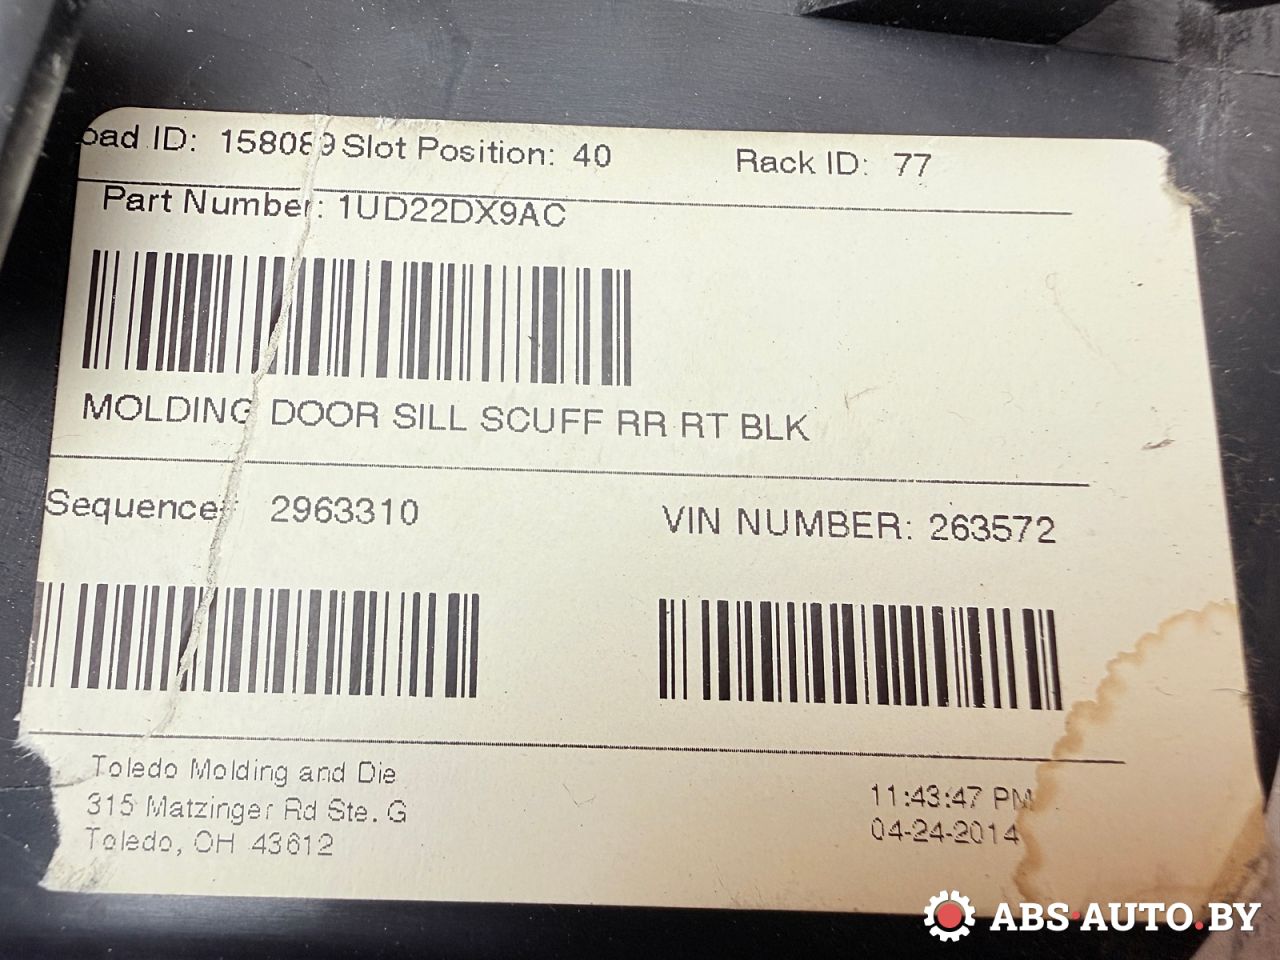 oad ID: 158089 Slot Position: 40 Rack ID: 77
Part Number: 1UD22DX9AC
MOLDING DOOR SILL SCUFF RR RT BLK
Sequence# 2963310 VIN NUMBER: 263572
Toledo Molding and Die
315 Matzinger Rd Ste. G
Toledo, OH 43612
11:43:47 PM
04-24-2014
ABS-AUTO.BY